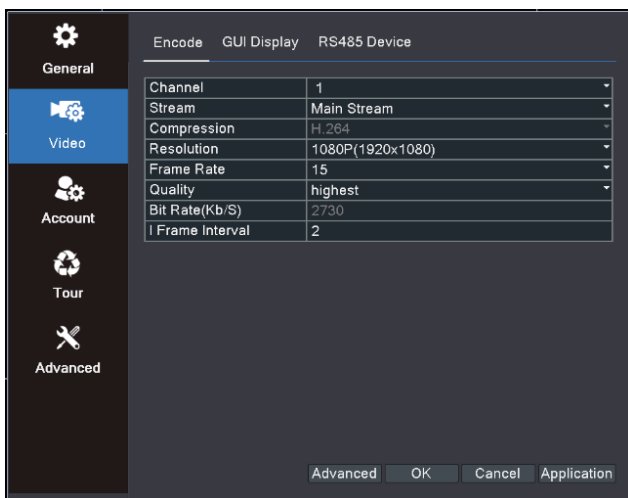 General
Video
Account
Tour
Advanced
Encode GUI Display RS485 Device
Channel 1
Stream Main Stream
Compression H.264
Resolution 1080P(1920x1080)
Frame Rate 15
Quality highest
Bit Rate(Kb/S) 2730
I Frame Interval 2
Advanced OK Cancel Application